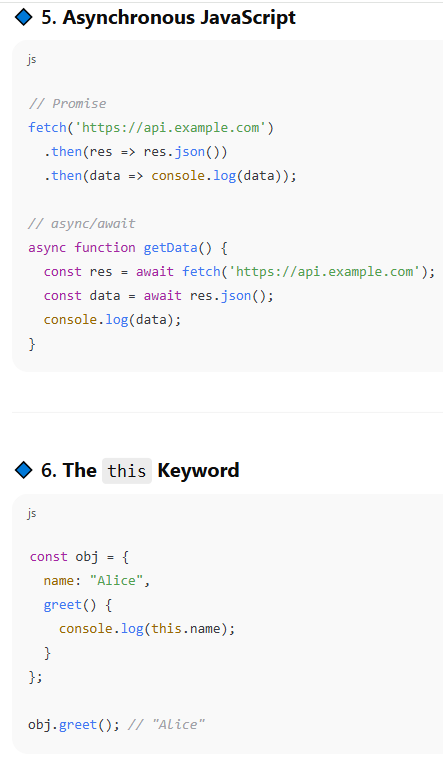 5. Asynchronous JavaScript
js
// Promise
fetch('https://api.example.com')
  .then(res => res.json())
  .then(data => console.log(data));
// async/await
async function getData() {
  const res = await fetch('https://api.example.com');
  const data = await res.json();
  console.log(data);
}
6. The this Keyword
js
const obj = {
  name: "Alice",
  greet() {
    console.log(this.name);
  }
};
obj.greet(); // "Alice"